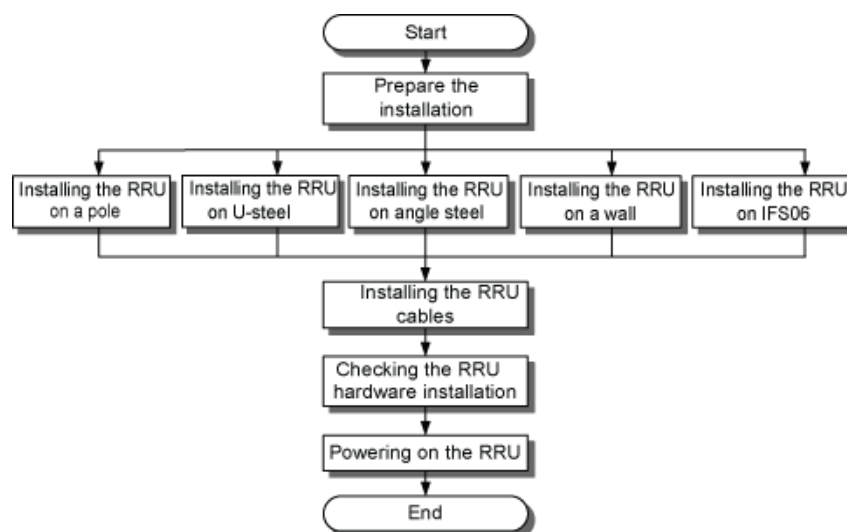 Start
Prepare the
installation
Installing the RRU
on a pole
Installing the RRU
on U-steel
Installing the RRU
on angle steel
Installing the RRU
on a wall
Installing the RRU
on IFS06
Installing the RRU
cables
Checking the RRU
hardware installation
Powering on the RRU
End